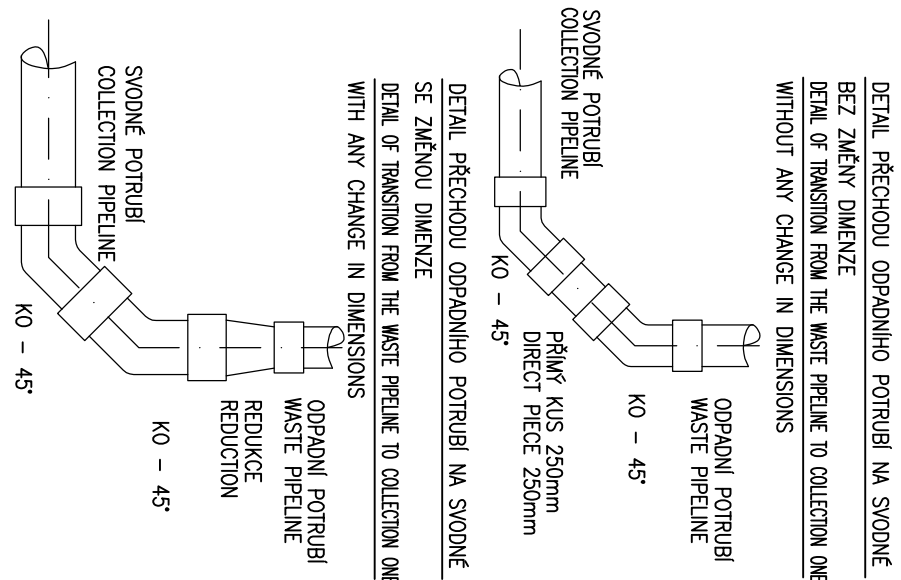 DETAIL PŘECHODU ODPADNÍHO POTRUBÍ NA SVODNÉ
BEZ ZMĚNY DIMENZE
DETAIL OF TRANSITION FROM THE WASTE PIPELINE TO COLLECTION ONE
WITHOUT ANY CHANGE IN DIMENSIONS
ODPADNÍ POTRUBÍ
WASTE PIPELINE
KO - 45°
PŘÍMÝ KUS 250mm
DIRECT PIECE 250mm
KO - 45°
SVODNÉ POTRUBÍ
COLLECTION PIPELINE
DETAIL PŘECHODU ODPADNÍHO POTRUBÍ NA SVODNÉ
SE ZMĚNOU DIMENZE
DETAIL OF TRANSITION FROM THE WASTE PIPELINE TO COLLECTION ONE
WITH ANY CHANGE IN DIMENSIONS
ODPADNÍ POTRUBÍ
WASTE PIPELINE
REDUKCE
REDUCTION
KO - 45°
SVODNÉ POTRUBÍ
COLLECTION PIPELINE
KO - 45°